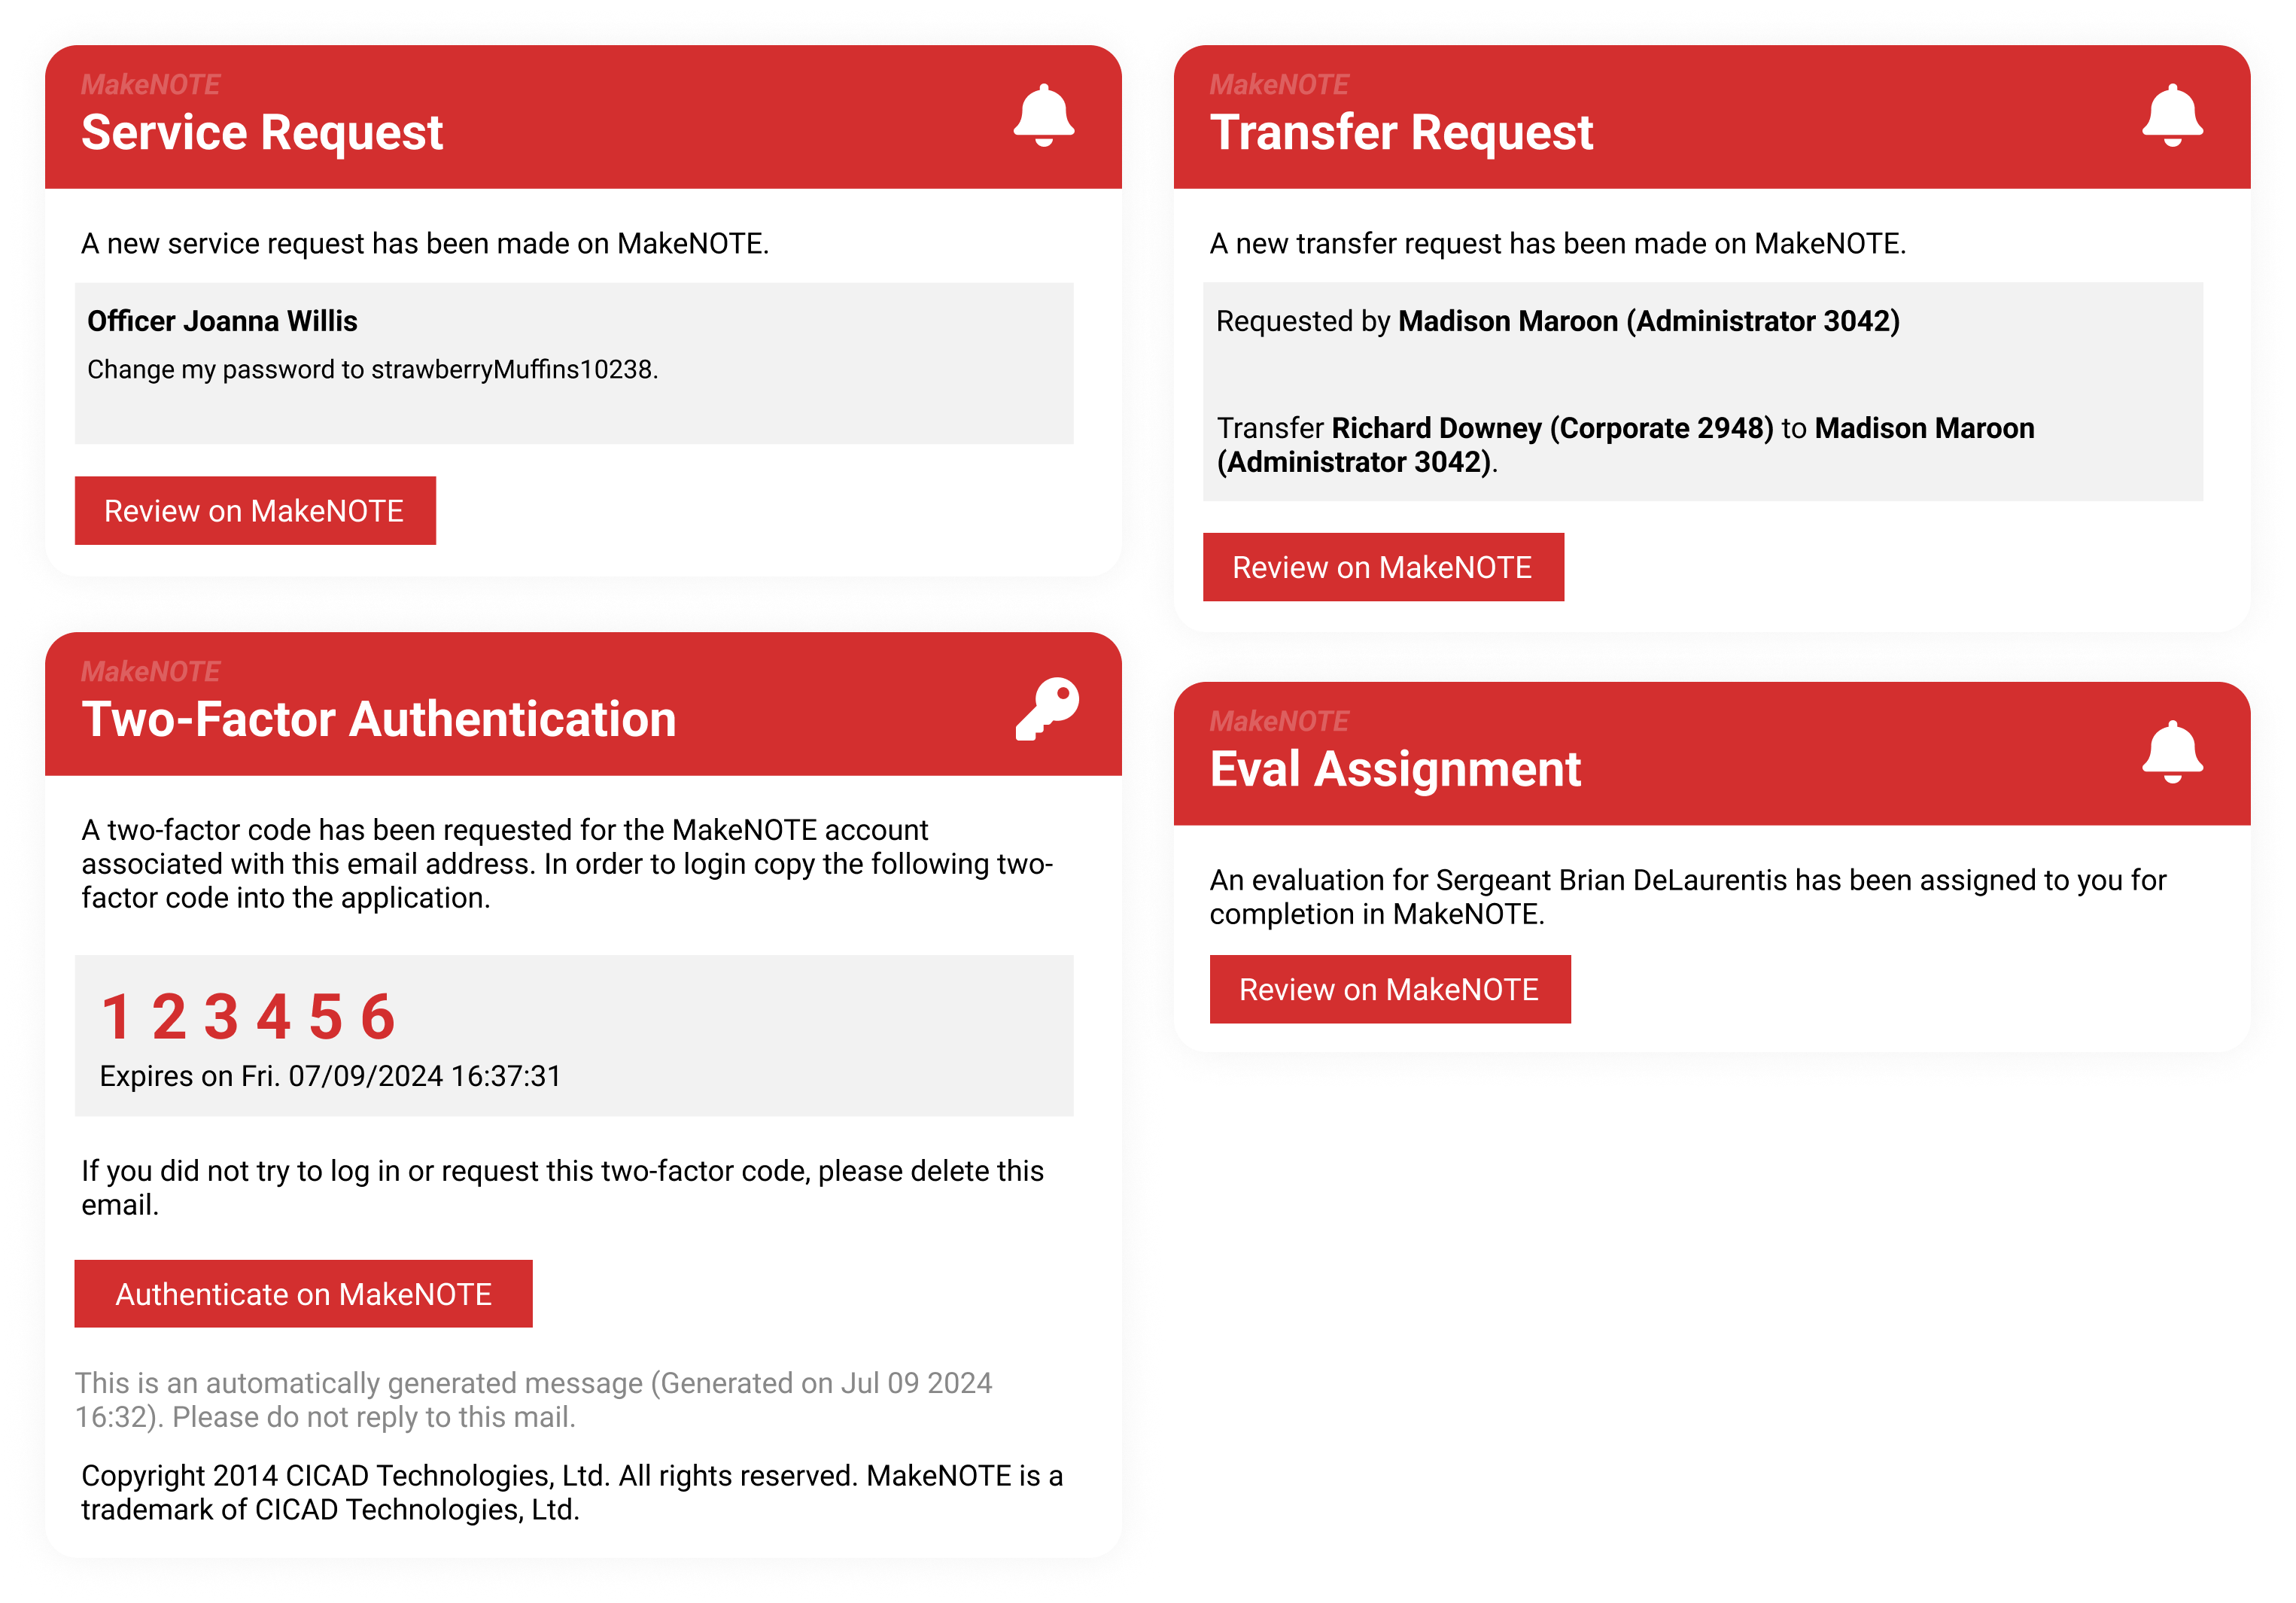 MakeNOTE
Service Request
A new service request has been made on MakeNOTE.
Officer Joanna Willis
Change my password to strawberryMuffins10238.
Review on MakeNOTE
MakeNOTE
Two-Factor Authentication
A two-factor code has been requested for the MakeNOTE account
associated with this email address. In order to login copy the following two-
factor code into the application.
1 2 3 4 5 6
Expires on Fri. 07/09/2024 16:37:31
If you did not try to log in or request this two-factor code, please delete this
email.
Authenticate on MakeNOTE
This is an automatically generated message (Generated on Jul 09 2024
16:32). Please do not reply to this mail.
Copyright 2014 CICAD Technologies, Ltd. All rights reserved. MakeNOTE is a
trademark of CICAD Technologies, Ltd.
MakeNOTE
Transfer Request
A new transfer request has been made on MakeNOTE.
Requested by Madison Maroon (Administrator 3042)
Transfer Richard Downey (Corporate 2948) to Madison Maroon
(Administrator 3042).
Review on MakeNOTE
MakeNOTE
Eval Assignment
An evaluation for Sergeant Brian DeLaurentis has been assigned to you for
completion in MakeNOTE.
Review on MakeNOTE